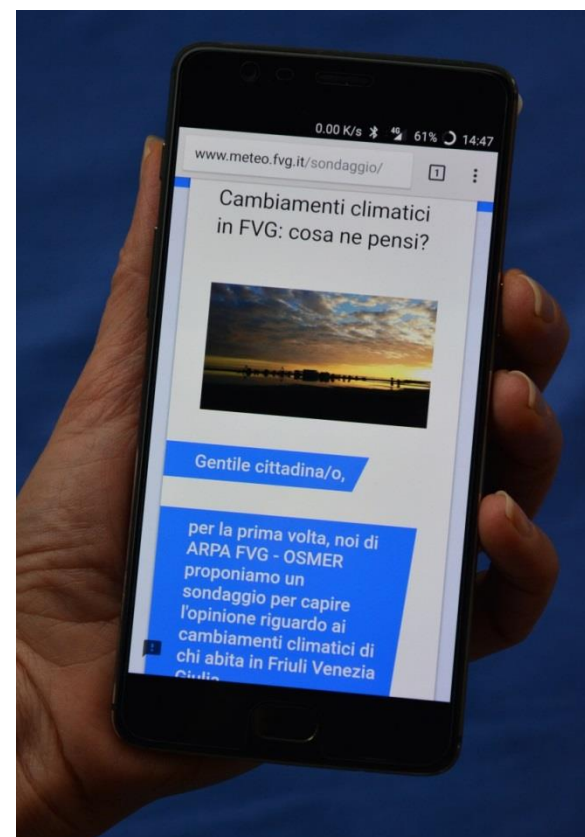 0.00 K/s 4G 61% 14:47
www.meteo.fvg.it/sondaggio/ 1
Cambiamenti climatici
in FVG: cosa ne pensi?
Gentile cittadina/o,
per la prima volta, noi di
ARPA FVG - OSMER
proponiamo un
sondaggio per capire
l'opinione riguardo ai
cambiamenti climatici di
chi abita in Friuli Venezia
Giulia